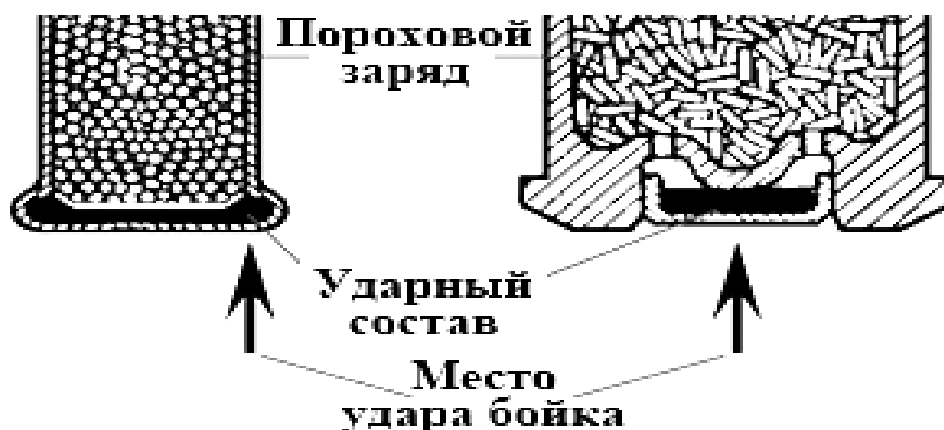 Пороховой
заряд
Ударный
состав
Место
удара бойка